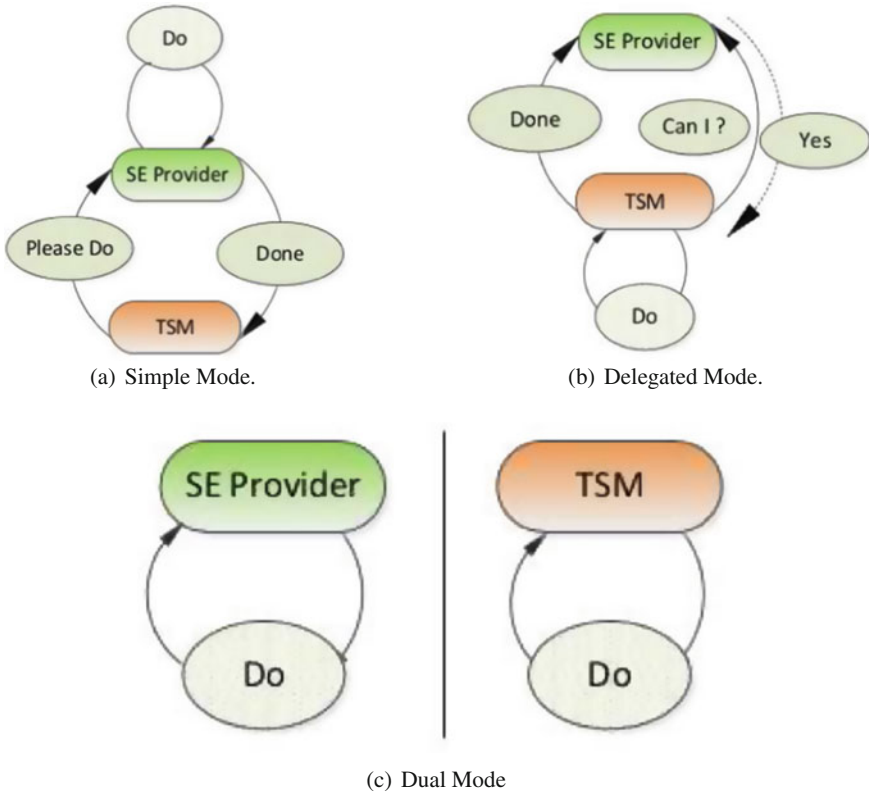 Do
SE Provider
Please Do
Done
TSM
(a) Simple Mode.
SE Provider
Done
Can I ?
Yes
TSM
Do
(b) Delegated Mode.
SE Provider
Do
TSM
Do
(c) Dual Mode